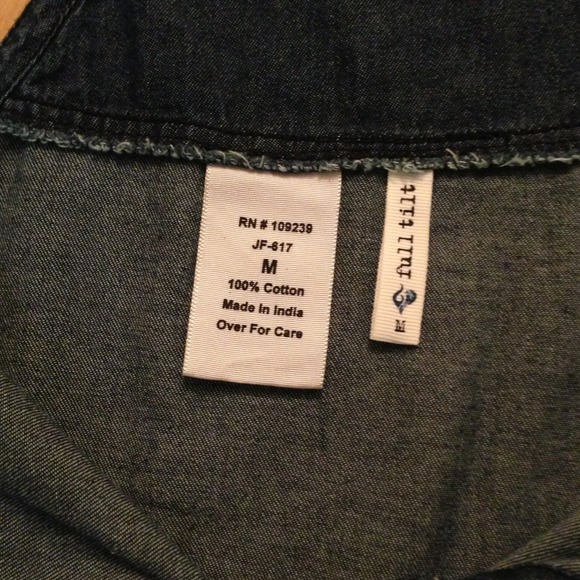 RN # 109239
JF-617
M
100% Cotton
Made in India
Over For Care
full tilt
M